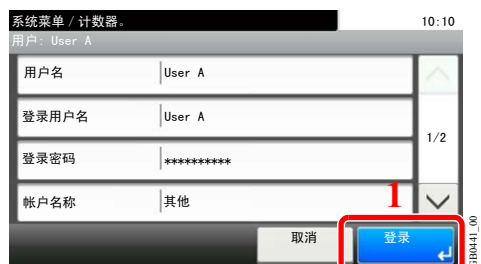 系统菜单 / 计数器。 10:10
用户: User A
用户名 User A
登录用户名 User A
1/2
登录密码 **********
帐户名称 其他
1
取消 登录